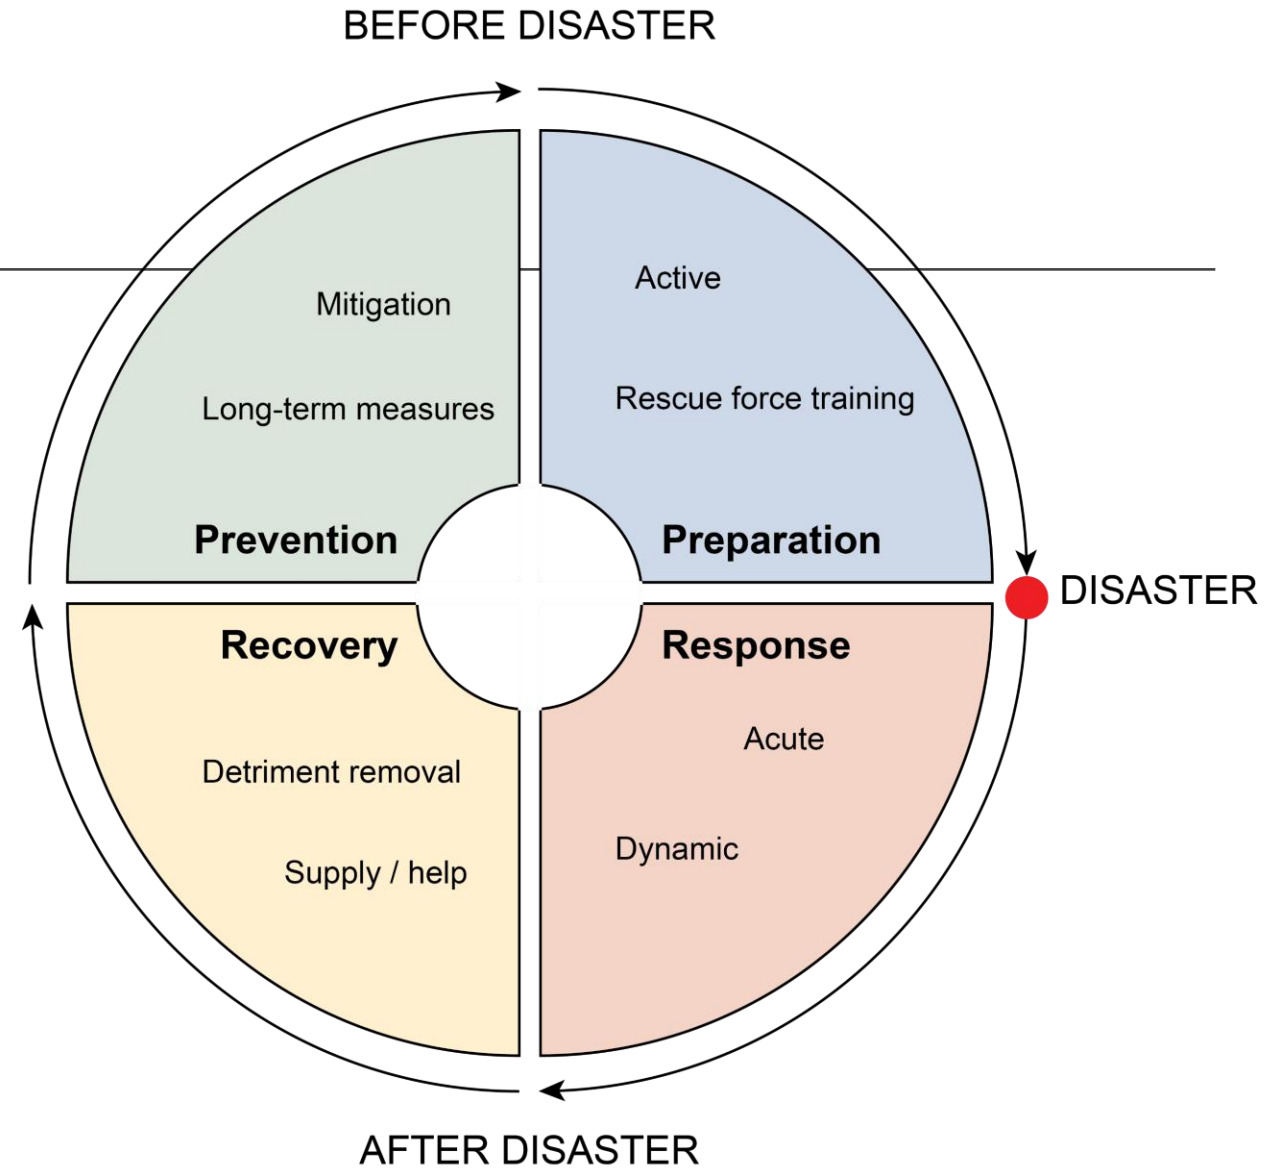 BEFORE DISASTER
Mitigation
Long-term measures
Prevention
Active
Rescue force training
Preparation
DISASTER
Recovery
Detriment removal
Supply / help
Response
Acute
Dynamic
AFTER DISASTER